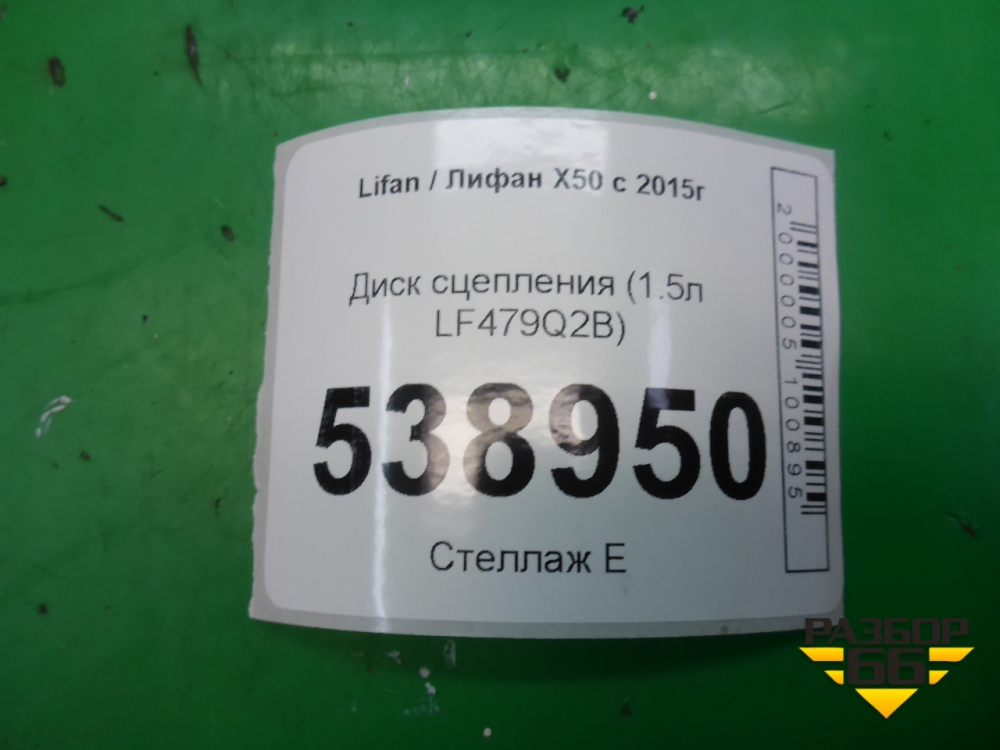 Lifan / Лифан X50 с 2015г
Диск сцепления (1.5л
LF479Q2B)
538950
Стеллаж Е
2000005100895
РАЗБОР
66